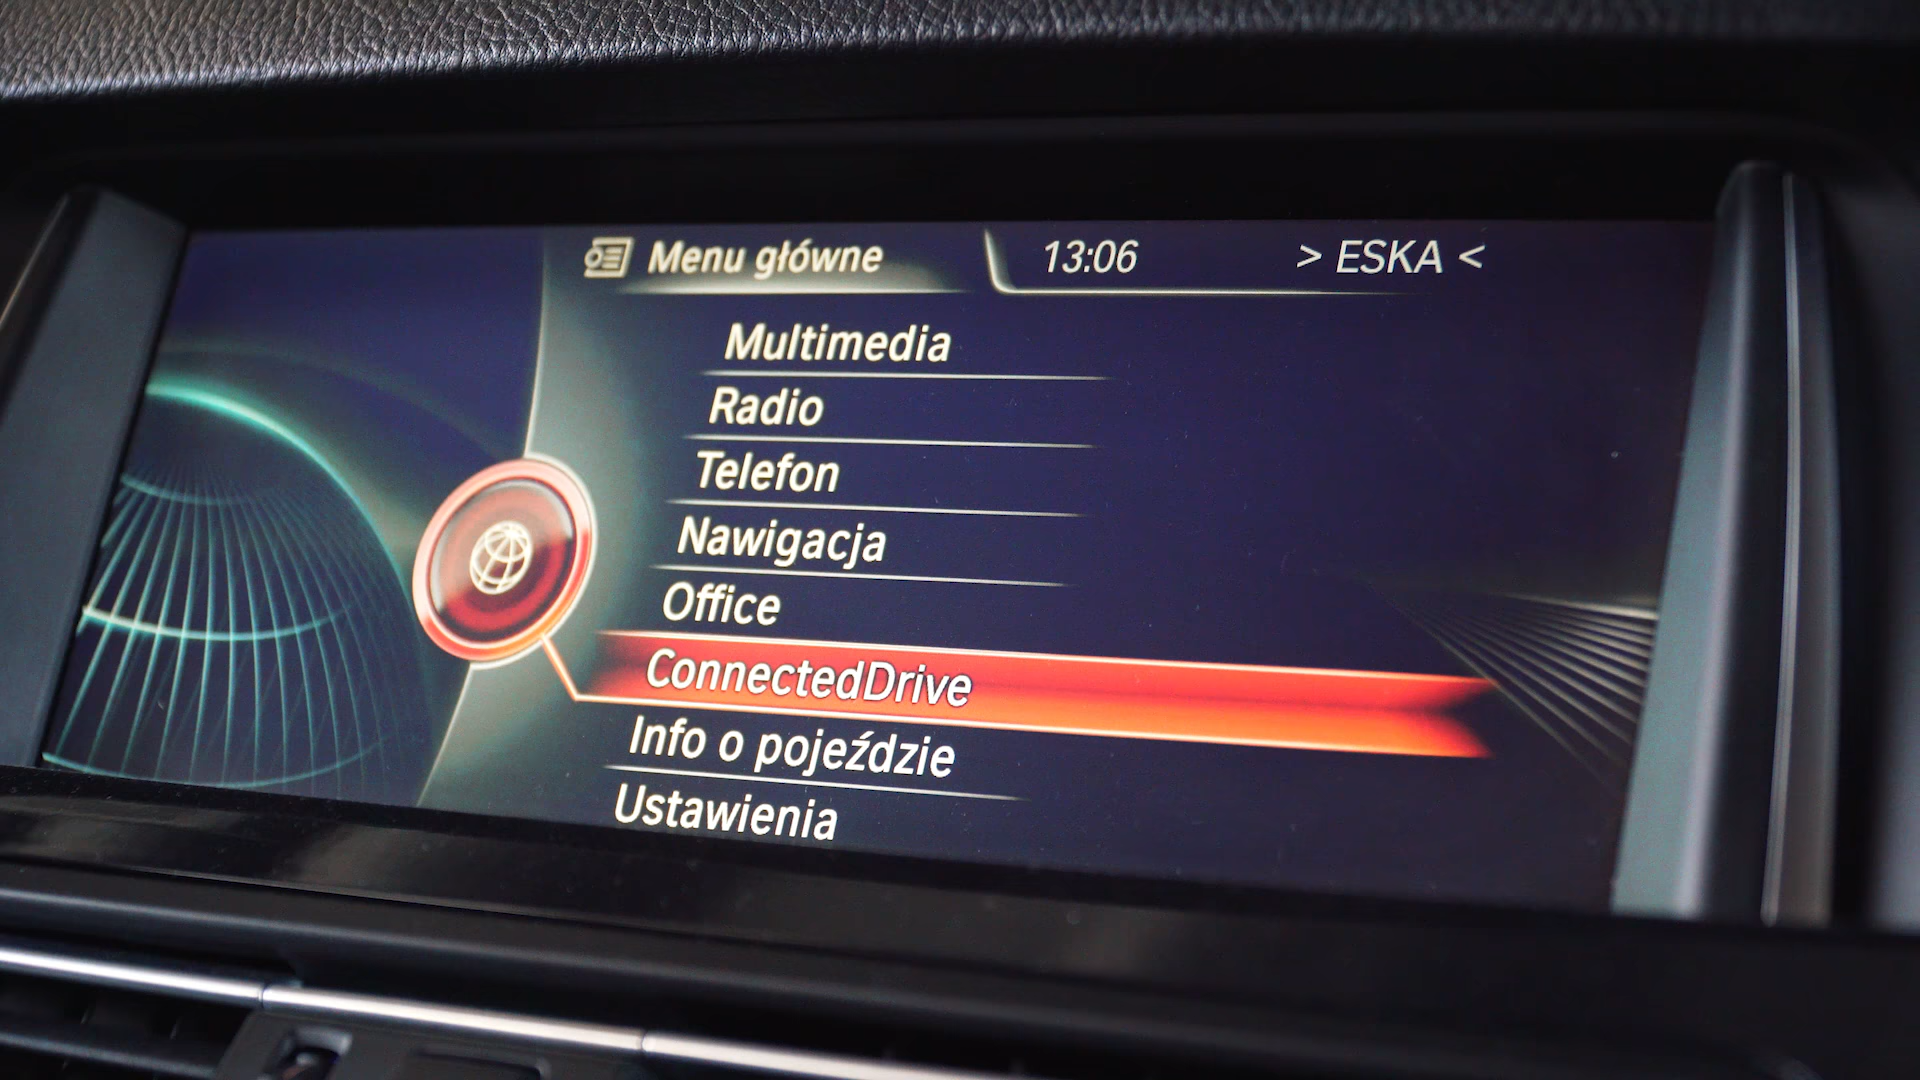 Menu główne
13:06
> ESKA <
Multimedia
Radio
Telefon
Nawigacja
Office
ConnectedDrive
Info o pojeździe
Ustawienia